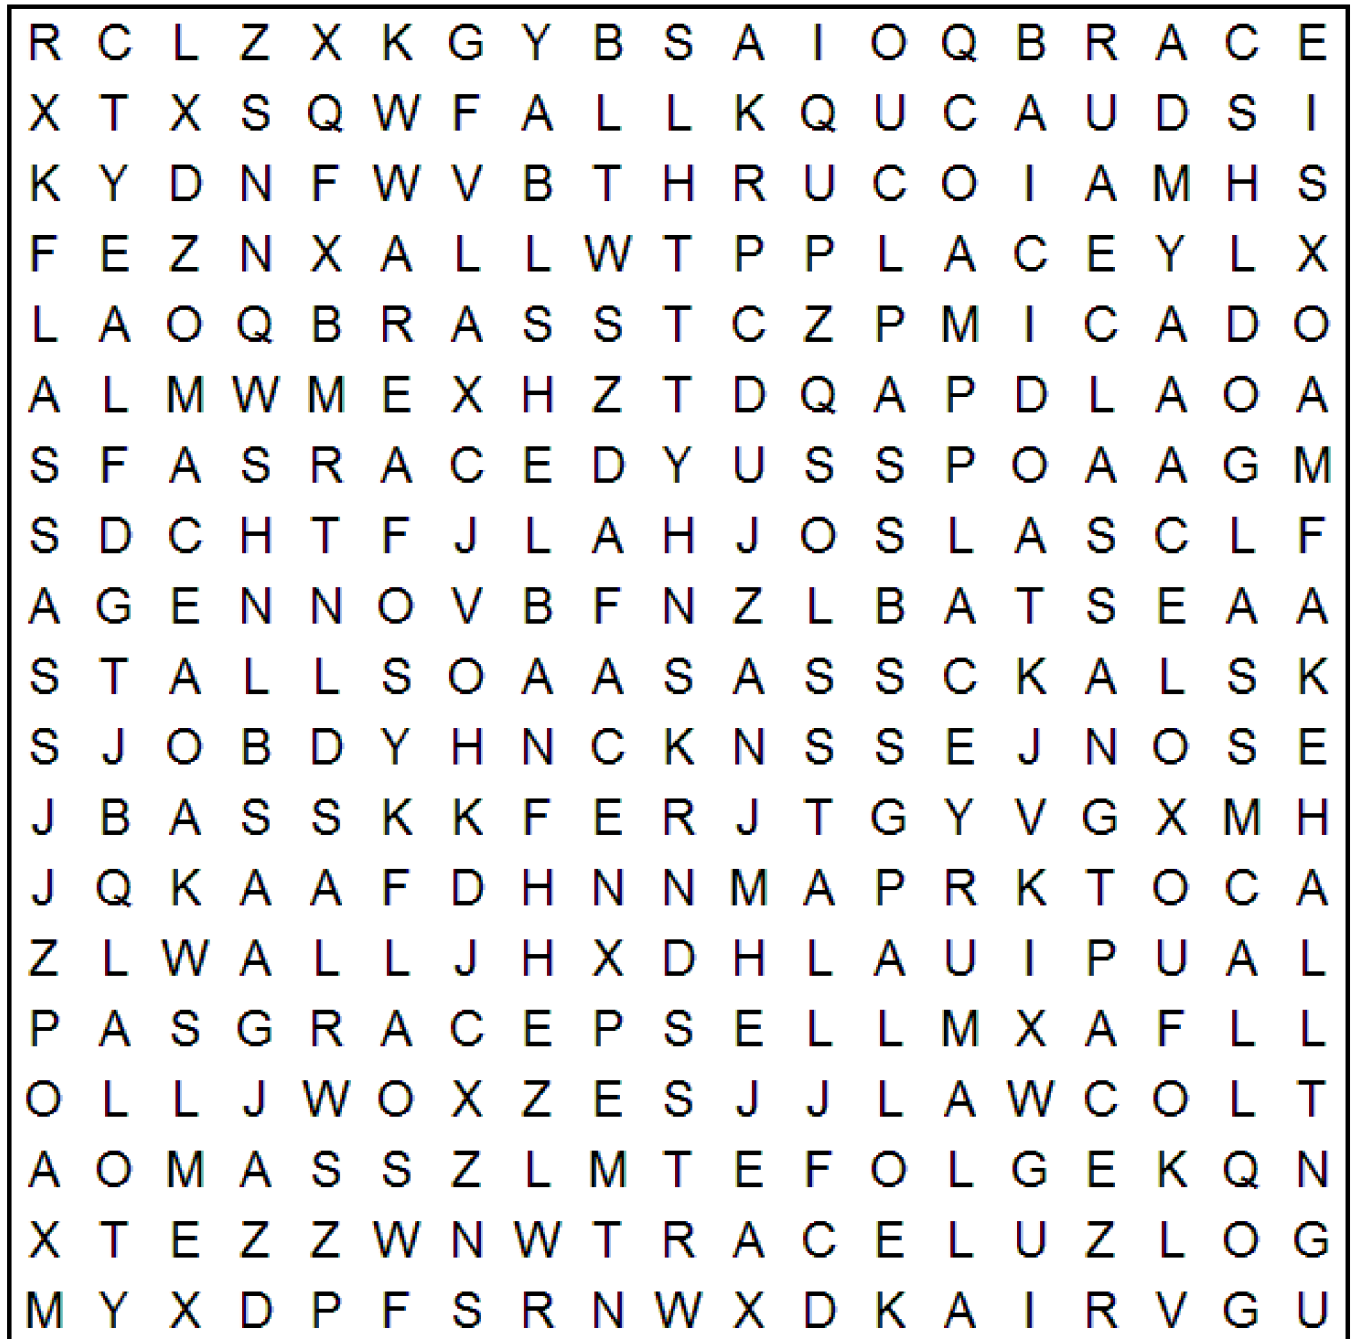 R C L Z X K G Y B S A I O Q B R A C E
X T X S Q W F A L L K Q U C A U D S I
K Y D N F W V B T H R U C O I A M H S
F E Z N X A L L W T P P L A C E Y L X
L A O Q B R A S S T C Z P M I C A D O
A L M W M E X H Z T D Q A P D L A O A
S F A S R A C E D Y U S S P O A A G M
S D C H T F J L A H J O S L A S C L F
A G E N N O V B F N Z L B A T S E A A
S T A L L S O A A S A S S C K A L S K
S J O B D Y H N C K N S S E J N O S E
J B A S S K K F E R J T G Y V G X M H
J Q K A A F D H N N M A P R K T O C A
Z L W A L L J H X D H L A U I P U A L
P A S G R A C E P S E L L M X A F L L
O L L J W O X Z E S J J L A W C O L T
A O M A S S Z L M T E F O L G E K Q N
X T E Z Z W N W T R A C E L U Z L O G
M Y X D P F S R N W X D K A I R V G U